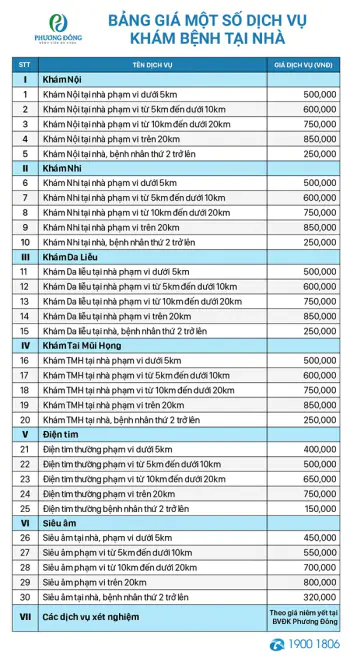 PHƯƠNG ĐÔNG
BẢNG GIÁ MỘT SỐ DỊCH VỤ
KHÁM BỆNH TẠI NHÀ
STT TÊN DỊCH VỤ GIÁ DỊCH VỤ (VNĐ)
I Khám Nội
1 Khám Nội tại nhà phạm vi dưới 5km 500,000
2 Khám Nội tại nhà phạm vi từ 5km đến dưới 10km 600,000
3 Khám Nội tại nhà phạm vi từ 10km đến dưới 20km 750,000
4 Khám Nội tại nhà phạm vi trên 20km 850,000
5 Khám Nội tại nhà, bệnh nhân thứ 2 trở lên 250,000
II Khám Nhi
6 Khám Nhi tại nhà phạm vi dưới 5km 500,000
7 Khám Nhi tại nhà phạm vi từ 5km đến dưới 10km 600,000
8 Khám Nhi tại nhà phạm vi từ 10km đến dưới 20km 750,000
9 Khám Nhi tại nhà phạm vi trên 20km 850,000
10 Khám Nhi tại nhà, bệnh nhân thứ 2 trở lên 250,000
III Khám Da Liễu
11 Khám Da liễu tại nhà phạm vi dưới 5km 500,000
12 Khám Da liễu tại nhà phạm vi từ 5km đến dưới 10km 600,000
13 Khám Da liễu tại nhà phạm vi từ 10km đến dưới 20km 750,000
14 Khám Da liễu tại nhà phạm vi trên 20km 850,000
15 Khám Da liễu tại nhà, bệnh nhân thứ 2 trở lên 250,000
IV Khám Tai Mũi Họng
16 Khám TMH tại nhà phạm vi dưới 5km 500,000
17 Khám TMH tại nhà phạm vi từ 5km đến dưới 10km 600,000
18 Khám TMH tại nhà phạm vi từ 10km đến dưới 20km 750,000
19 Khám TMH tại nhà phạm vi trên 20km 850,000
20 Khám TMH tại nhà, bệnh nhân thứ 2 trở lên 250,000
V Điện tim
21 Điện tim thường phạm vi dưới 5km 400,000
22 Điện tim thường phạm vi từ 5km đến dưới 10km 500,000
23 Điện tim thường phạm vi từ 10km đến dưới 20km 650,000
24 Điện tim thường phạm vi trên 20km 750,000
25 Điện tim thường bệnh nhân thứ 2 trở lên 150,000
VI Siêu âm
26 Siêu âm tại nhà, phạm vi dưới 5km 450,000
27 Siêu âm phạm vi từ 5km đến dưới 10km 550,000
28 Siêu âm phạm vi từ 10km đến dưới 20km 700,000
29 Siêu âm phạm vi trên 20km 800,000
30 Siêu âm tại nhà, bệnh nhân thứ 2 trở lên 320,000
VII Các dịch vụ xét nghiệm Theo giá niêm yết tại
BVĐK Phương Đông
1900 1806